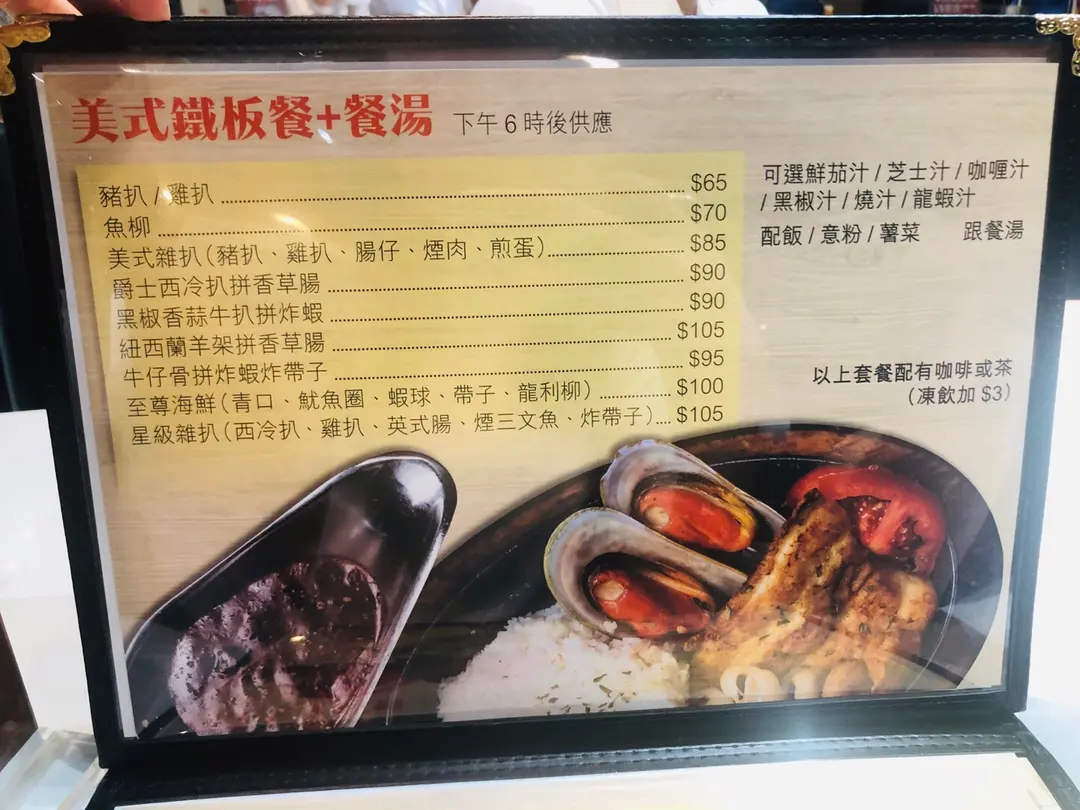 美式鐵板餐+餐湯 下午6時後供應
豬扒 / 雞扒 $65
魚柳 $70
美式雜扒(豬扒、雞扒、腸仔、煙肉、煎蛋) $85
爵士西冷扒拼香草腸 $90
黑椒香蒜牛扒拼炸蝦 $90
紐西蘭羊架拼香草腸 $105
牛仔骨拼炸蝦炸帶子 $95
至尊海鮮(青口、魷魚圈、蝦球、帶子、龍利柳) $100
星級雜扒(西冷扒、雞扒、英式腸、煙三文魚、炸帶子) $105
可選鮮茄汁 / 芝士汁 / 咖喱汁
/ 黑椒汁 / 燒汁 / 龍蝦汁
配飯 / 意粉 / 薯菜 跟餐湯
以上套餐配有咖啡或茶
(凍飲加 $3)